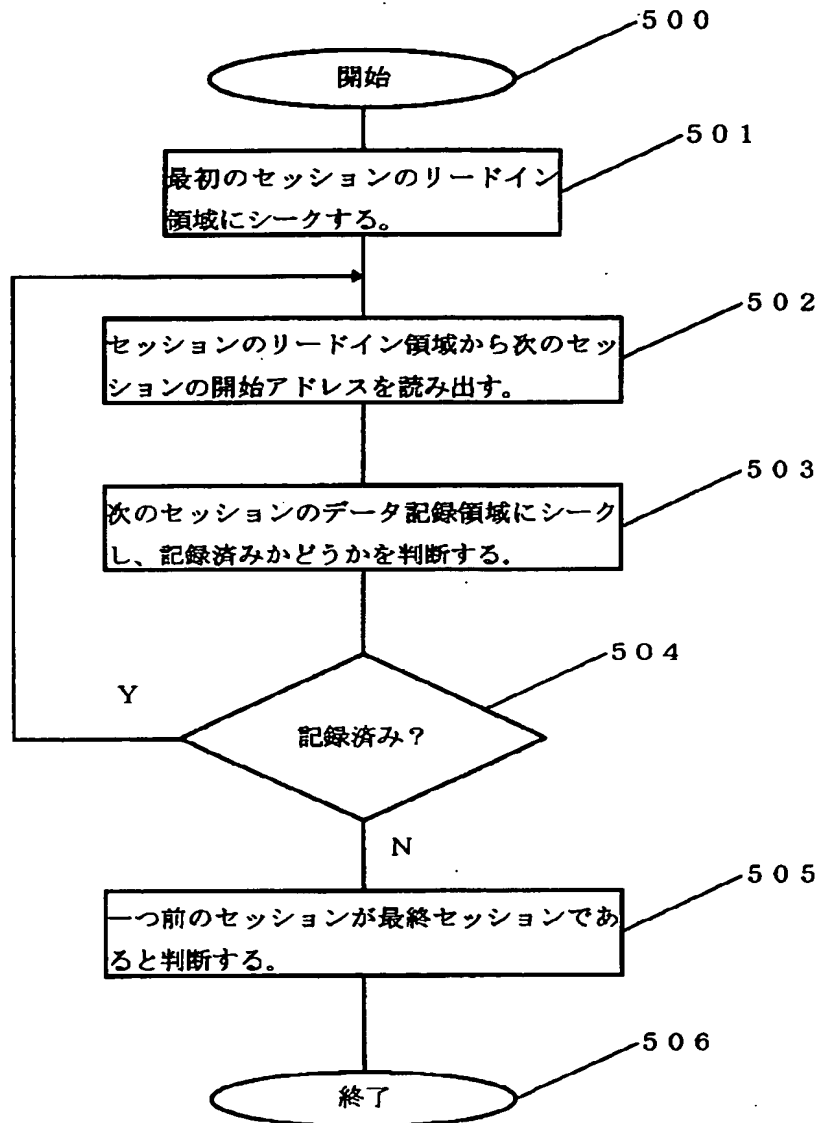 ５００
開始
５０１
最初のセッションのリードイン
領域にシークする。
５０２
セッションのリードイン領域から次のセッ
ションの開始アドレスを読み出す。
５０３
次のセッションのデータ記録領域にシーク
し、記録済みかどうかを判断する．
５０４
Y
記録済み？
N
５０５
一つ前のセッションが最終セッションであ
ると判断する。
５０６
終了